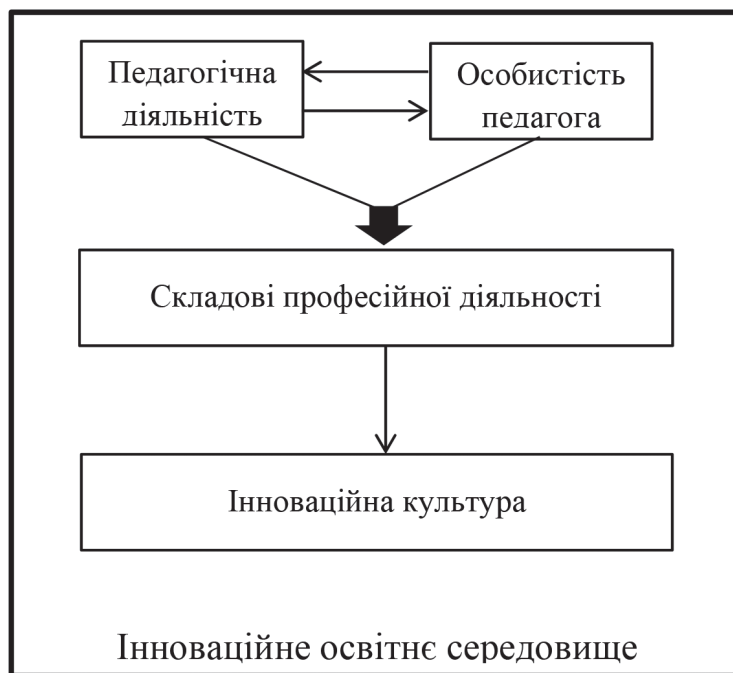 Педагогічна
діяльність
Особистість
педагога
Складові професійної діяльності
Інноваційна культура
Інноваційне освітнє середовище